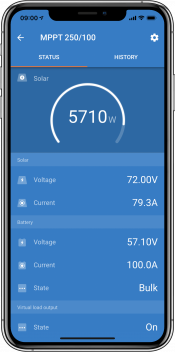 09:00
MPPT 250/100
STATUS HISTORY
Solar
5710W
Solar
Voltage 72.00V
Current 79.3A
Battery
Voltage 57.10V
Current 100.0A
State Bulk
Virtual load output
State On